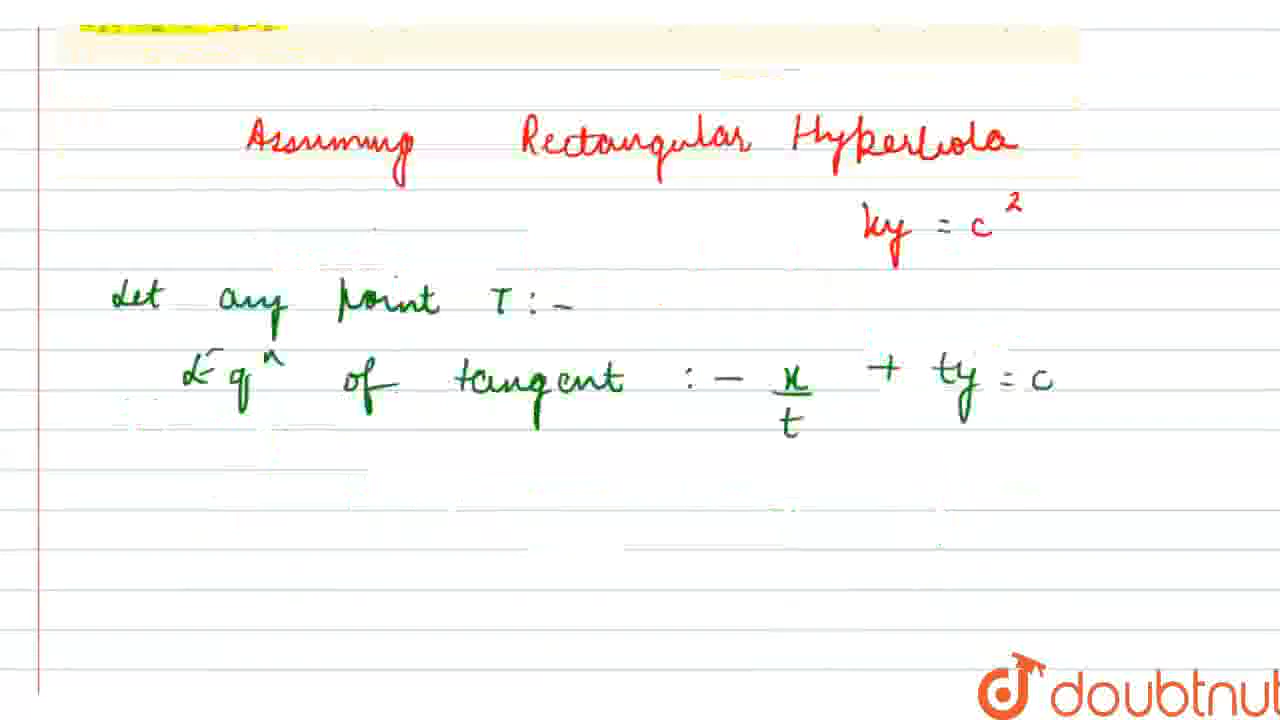 Assuming Rectangular Hyperbola
xy = c²
Let any point T :-
Eqⁿ of tangent :- x/t + ty = c
doubtnut